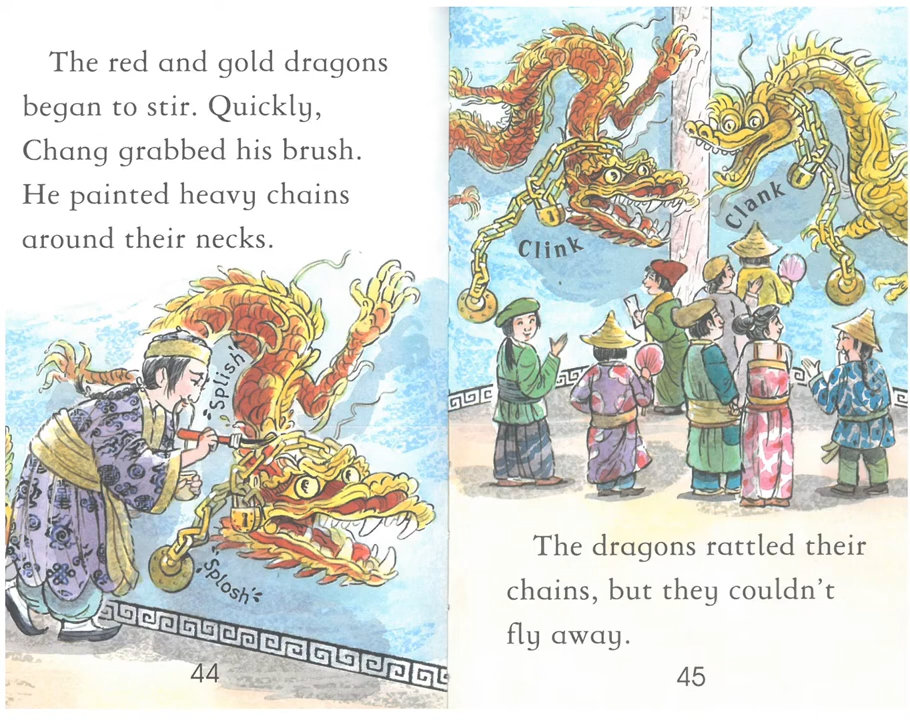 The red and gold dragons
began to stir. Quickly,
Chang grabbed his brush.
He painted heavy chains
around their necks.
Splish
Splosh
44
Clink
Clank
The dragons rattled their
chains, but they couldn't
fly away.
45